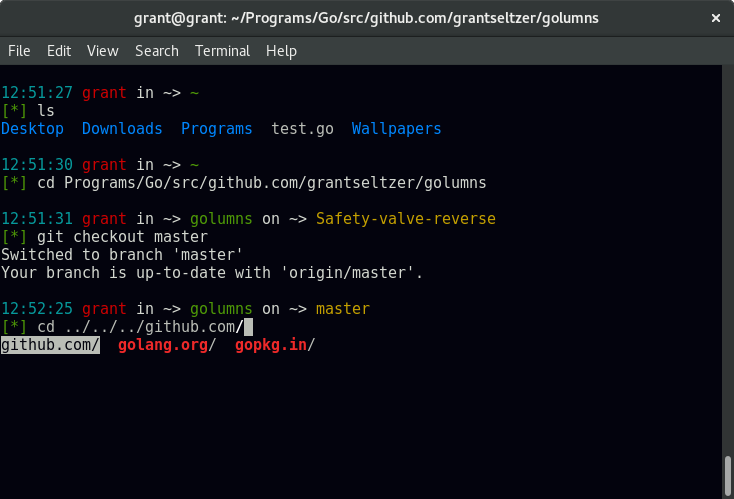 grant@grant: ~/Programs/Go/src/github.com/grantseltzer/golumns
File Edit View Search Terminal Help
12:51:27 grant in ~> ~
[*] ls
Desktop Downloads Programs test.go Wallpapers
12:51:30 grant in ~> ~
[*] cd Programs/Go/src/github.com/grantseltzer/golumns
12:51:31 grant in ~> golumns on ~> Safety-valve-reverse
[*] git checkout master
Switched to branch 'master'
Your branch is up-to-date with 'origin/master'.
12:52:25 grant in ~> golumns on ~> master
[*] cd ../../../github.com/
github.com/ golang.org/ gopkg.in/